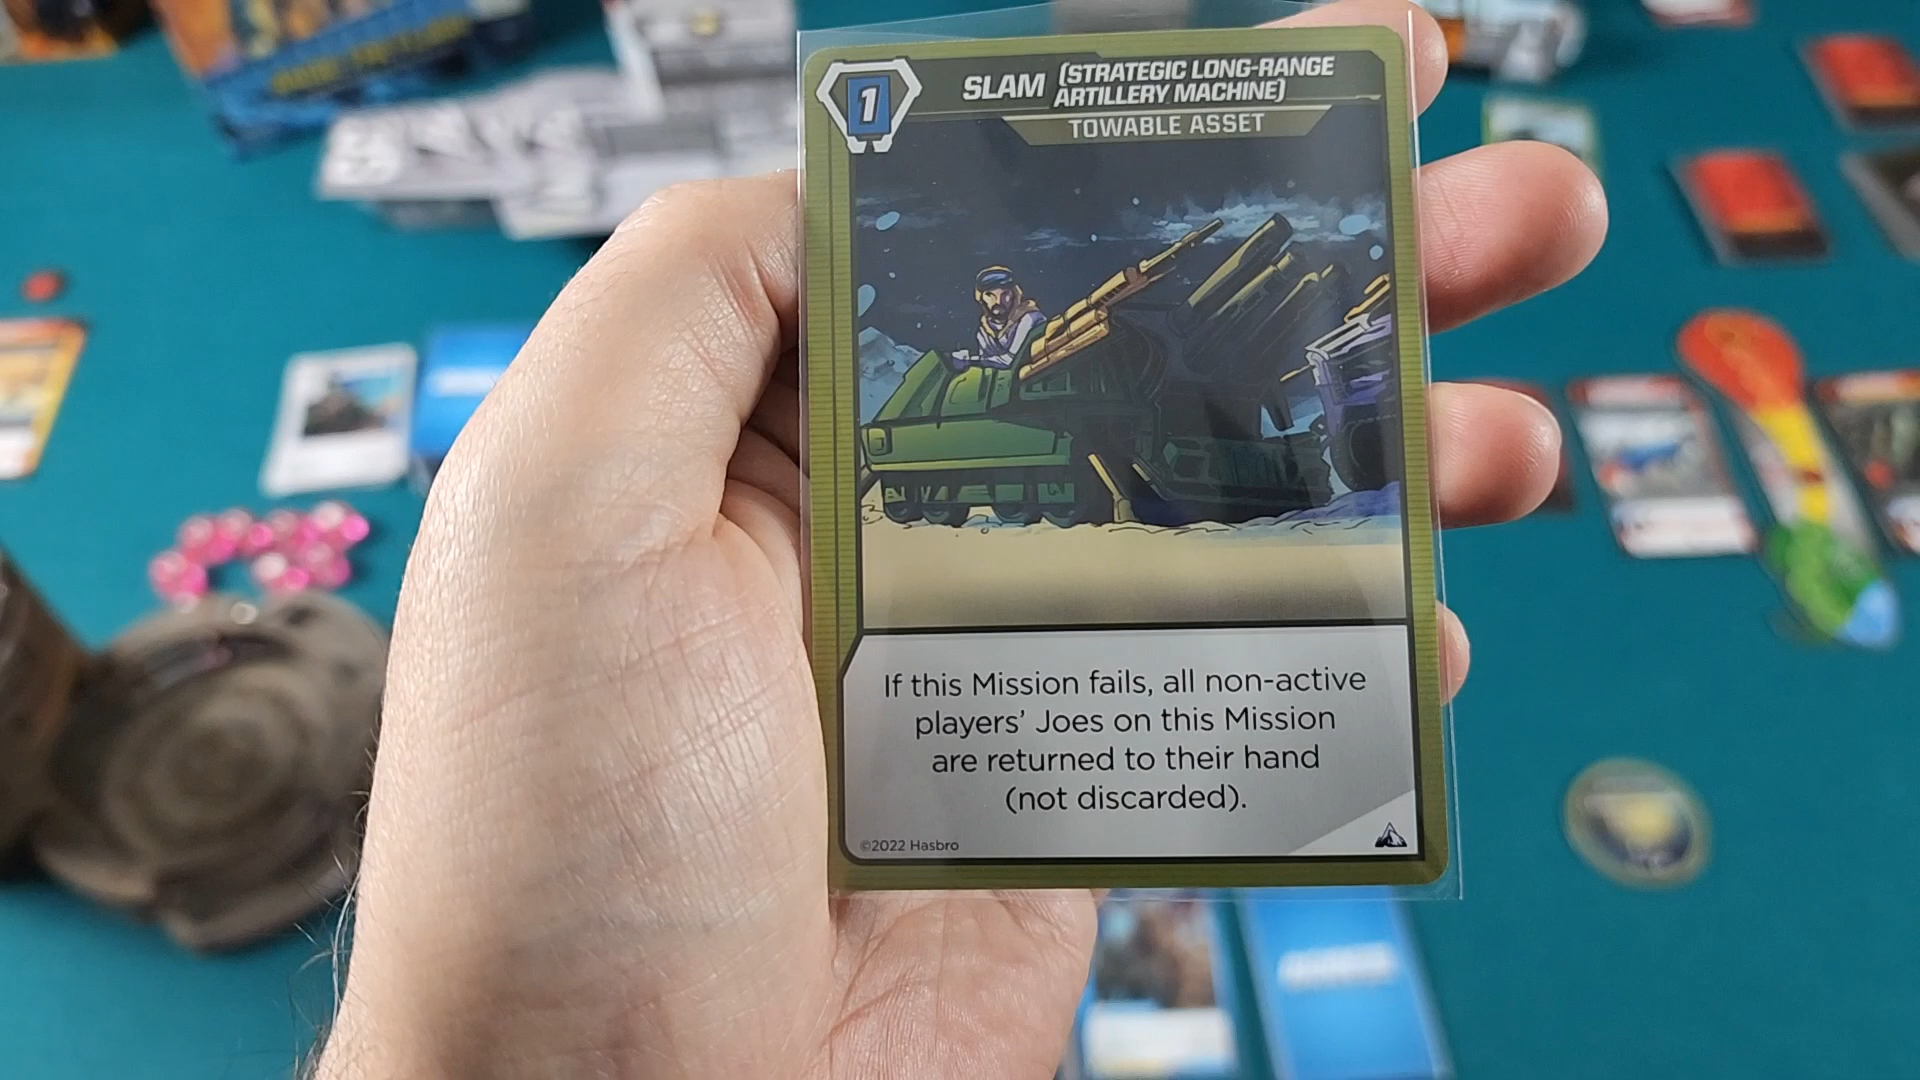 1
SLAM (STRATEGIC LONG-RANGE
ARTILLERY MACHINE)
TOWABLE ASSET
If this Mission fails, all non-active
players' Joes on this Mission
are returned to their hand
(not discarded).
©2022 Hasbro